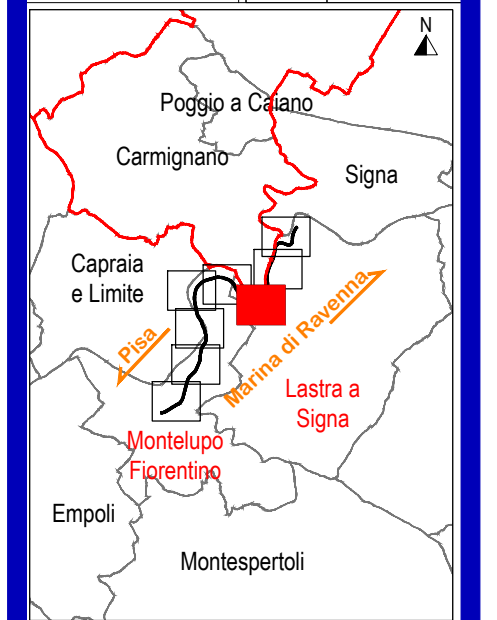 N
Poggio a Caiano
Carmignano
Signa
Capraia
e Limite
Pisa
Marina di Ravenna
Lastra a
Signa
Montelupo
Fiorentino
Empoli
Montespertoli